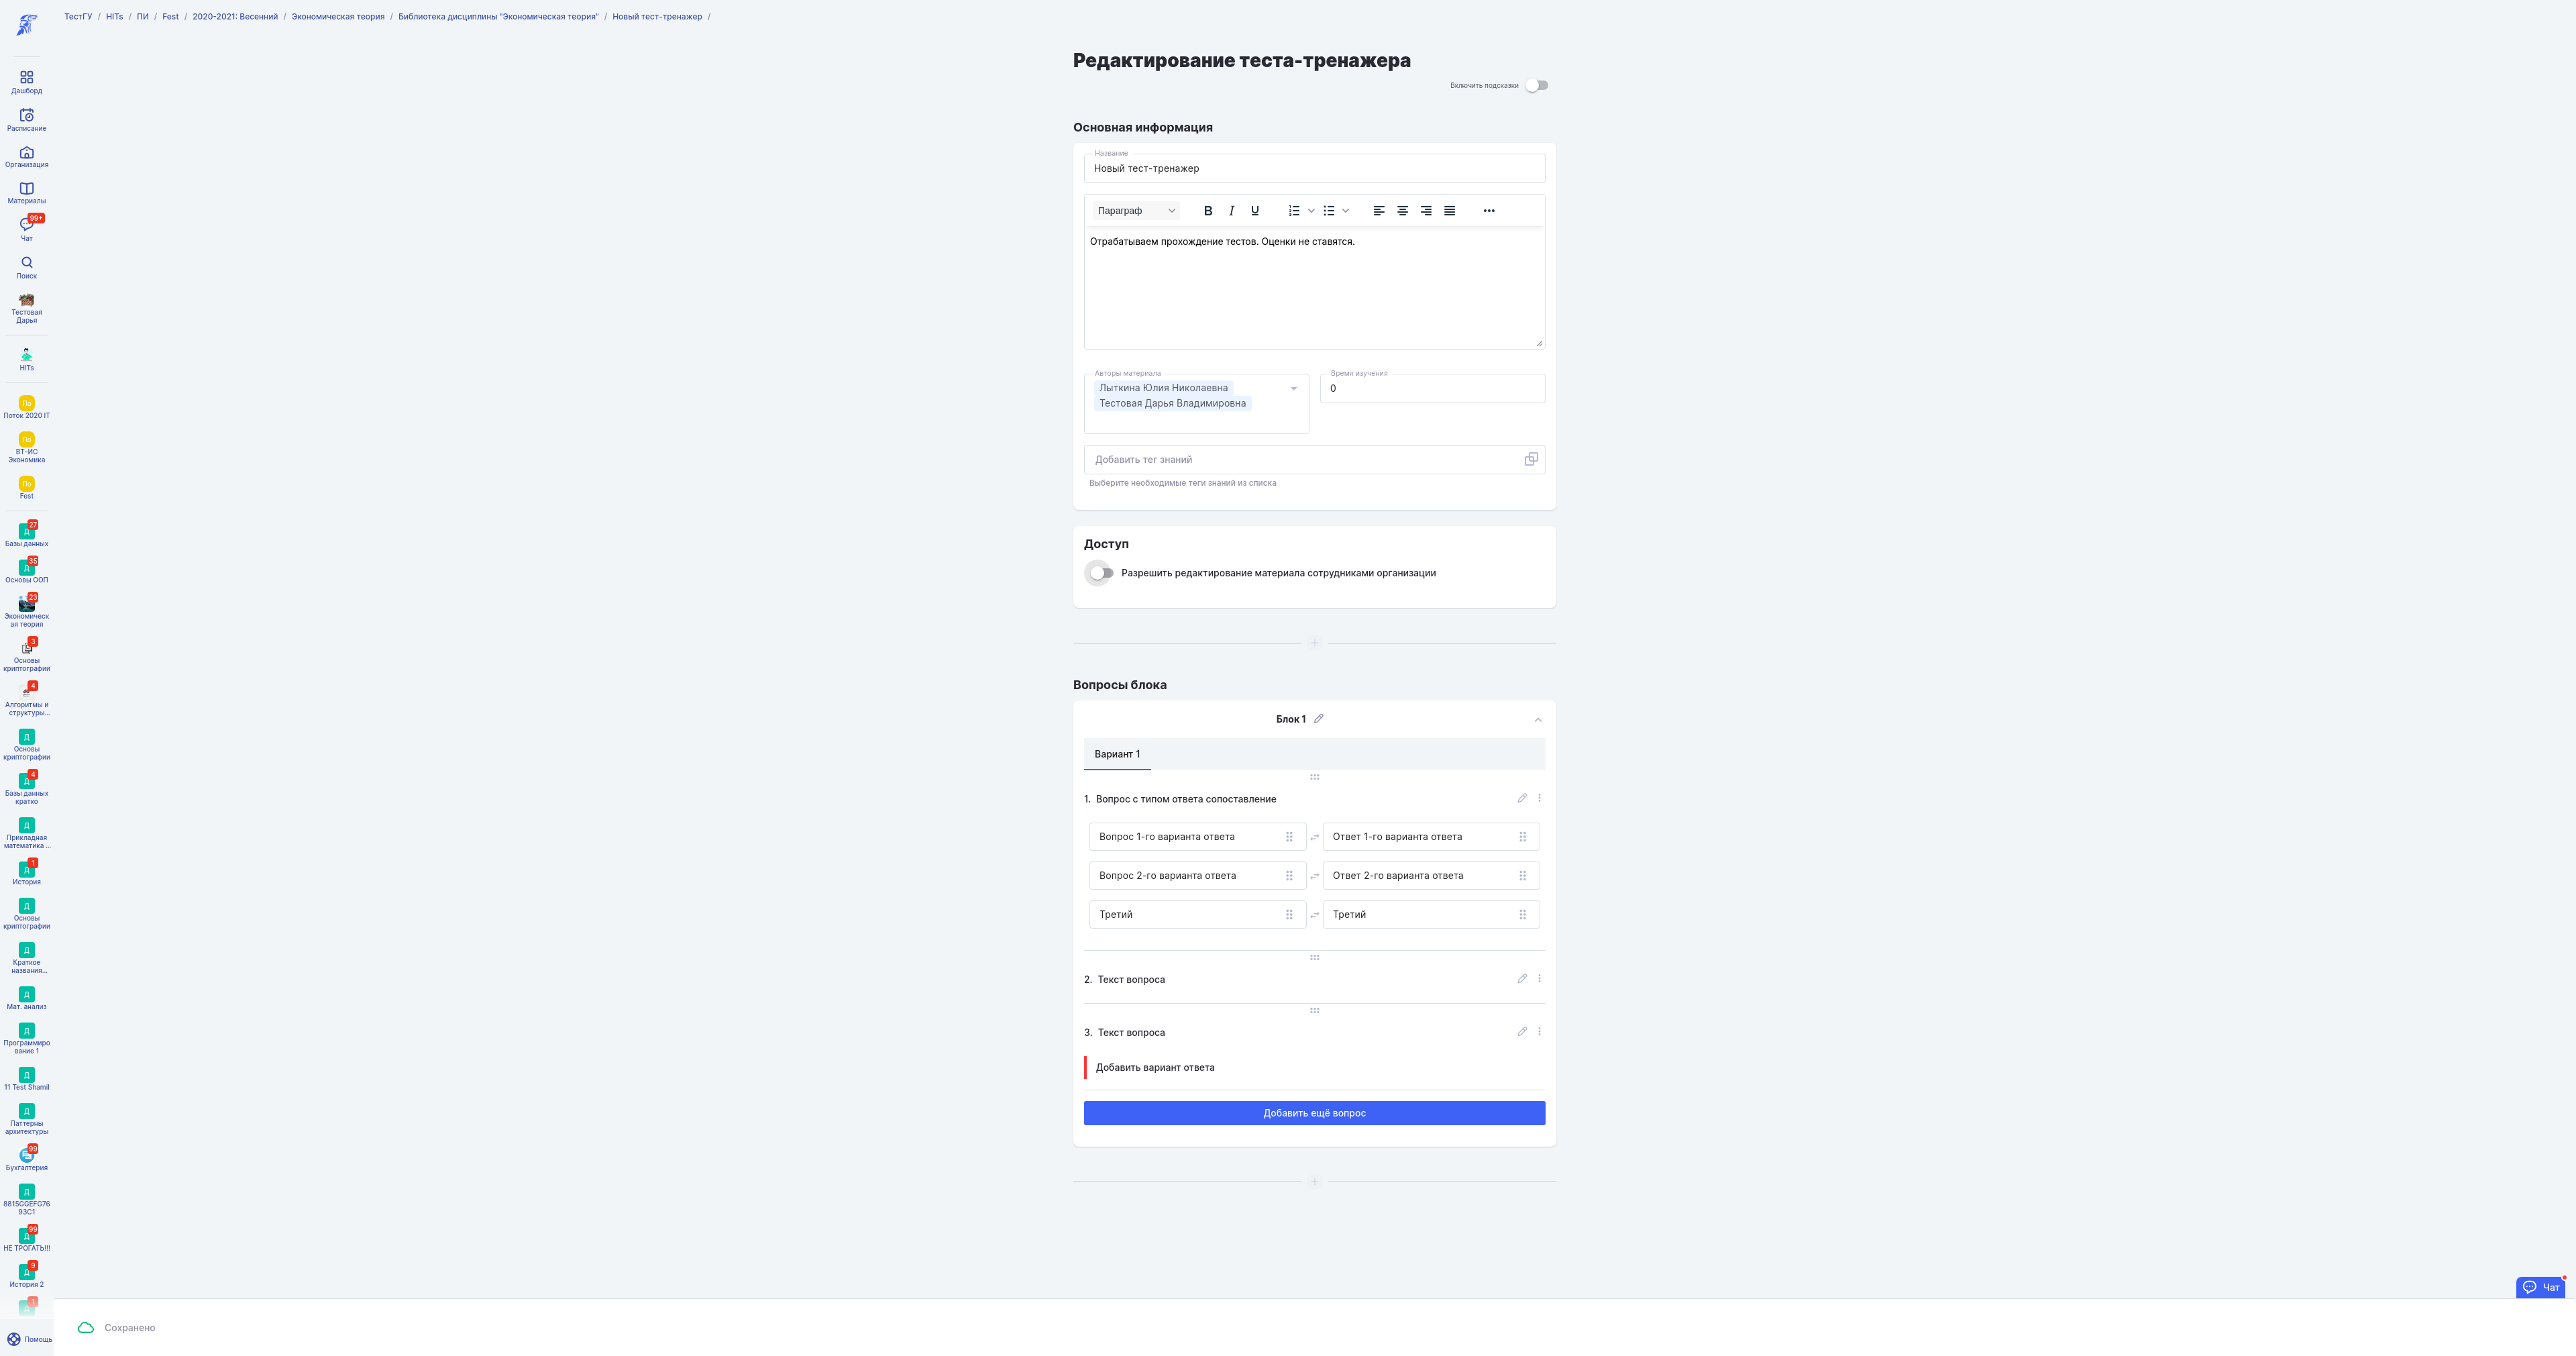 ТестГУ / HITs / ПИ / Fest / 2020-2021: Весенний / Экономическая теория / Библиотека дисциплины "Экономическая теория" / Новый тест-тренажер /
Дашборд
Расписание
Организация
Материалы
99+
Чат
Поиск
Тестовая
Дарья
HITs
По
Поток 2020 IT
По
ВТ-ИС
Экономика
По
Fest
27
Д
Базы данных
35
Д
Основы ООП
23
Экономическ
ая теория
3
Основы
криптографии
4
Алгоритмы и
структуры...
Д
Основы
криптографии
4
Д
Базы данных
кратко
Д
Прикладная
математика ...
1
Д
История
Д
Основы
криптографии
Д
Краткое
названия...
Д
Мат. анализ
Д
Программиро
вание 1
Д
11 Test Shamil
Д
Паттерны
архитектуры
99
Бухгалтерия
Д
8815GGEFG76
93C1
99
Д
НЕ ТРОГАТЬ!!!
9
Д
История 2
1
Д
Помощь
Редактирование теста-тренажера
Включить подсказки
Основная информация
Название
Новый тест-тренажер
Параграф
B I U
Отрабатываем прохождение тестов. Оценки не ставятся.
Авторы материала
Лыткина Юлия Николаевна
Тестовая Дарья Владимировна
Время изучения
0
Добавить тег знаний
Выберите необходимые теги знаний из списка
Доступ
Разрешить редактирование материала сотрудниками организации
Вопросы блока
Блок 1
Вариант 1
1. Вопрос с типом ответа сопоставление
Вопрос 1-го варианта ответа Ответ 1-го варианта ответа
Вопрос 2-го варианта ответа Ответ 2-го варианта ответа
Третий Третий
2. Текст вопроса
3. Текст вопроса
Добавить вариант ответа
Добавить ещё вопрос
Чат
Сохранено